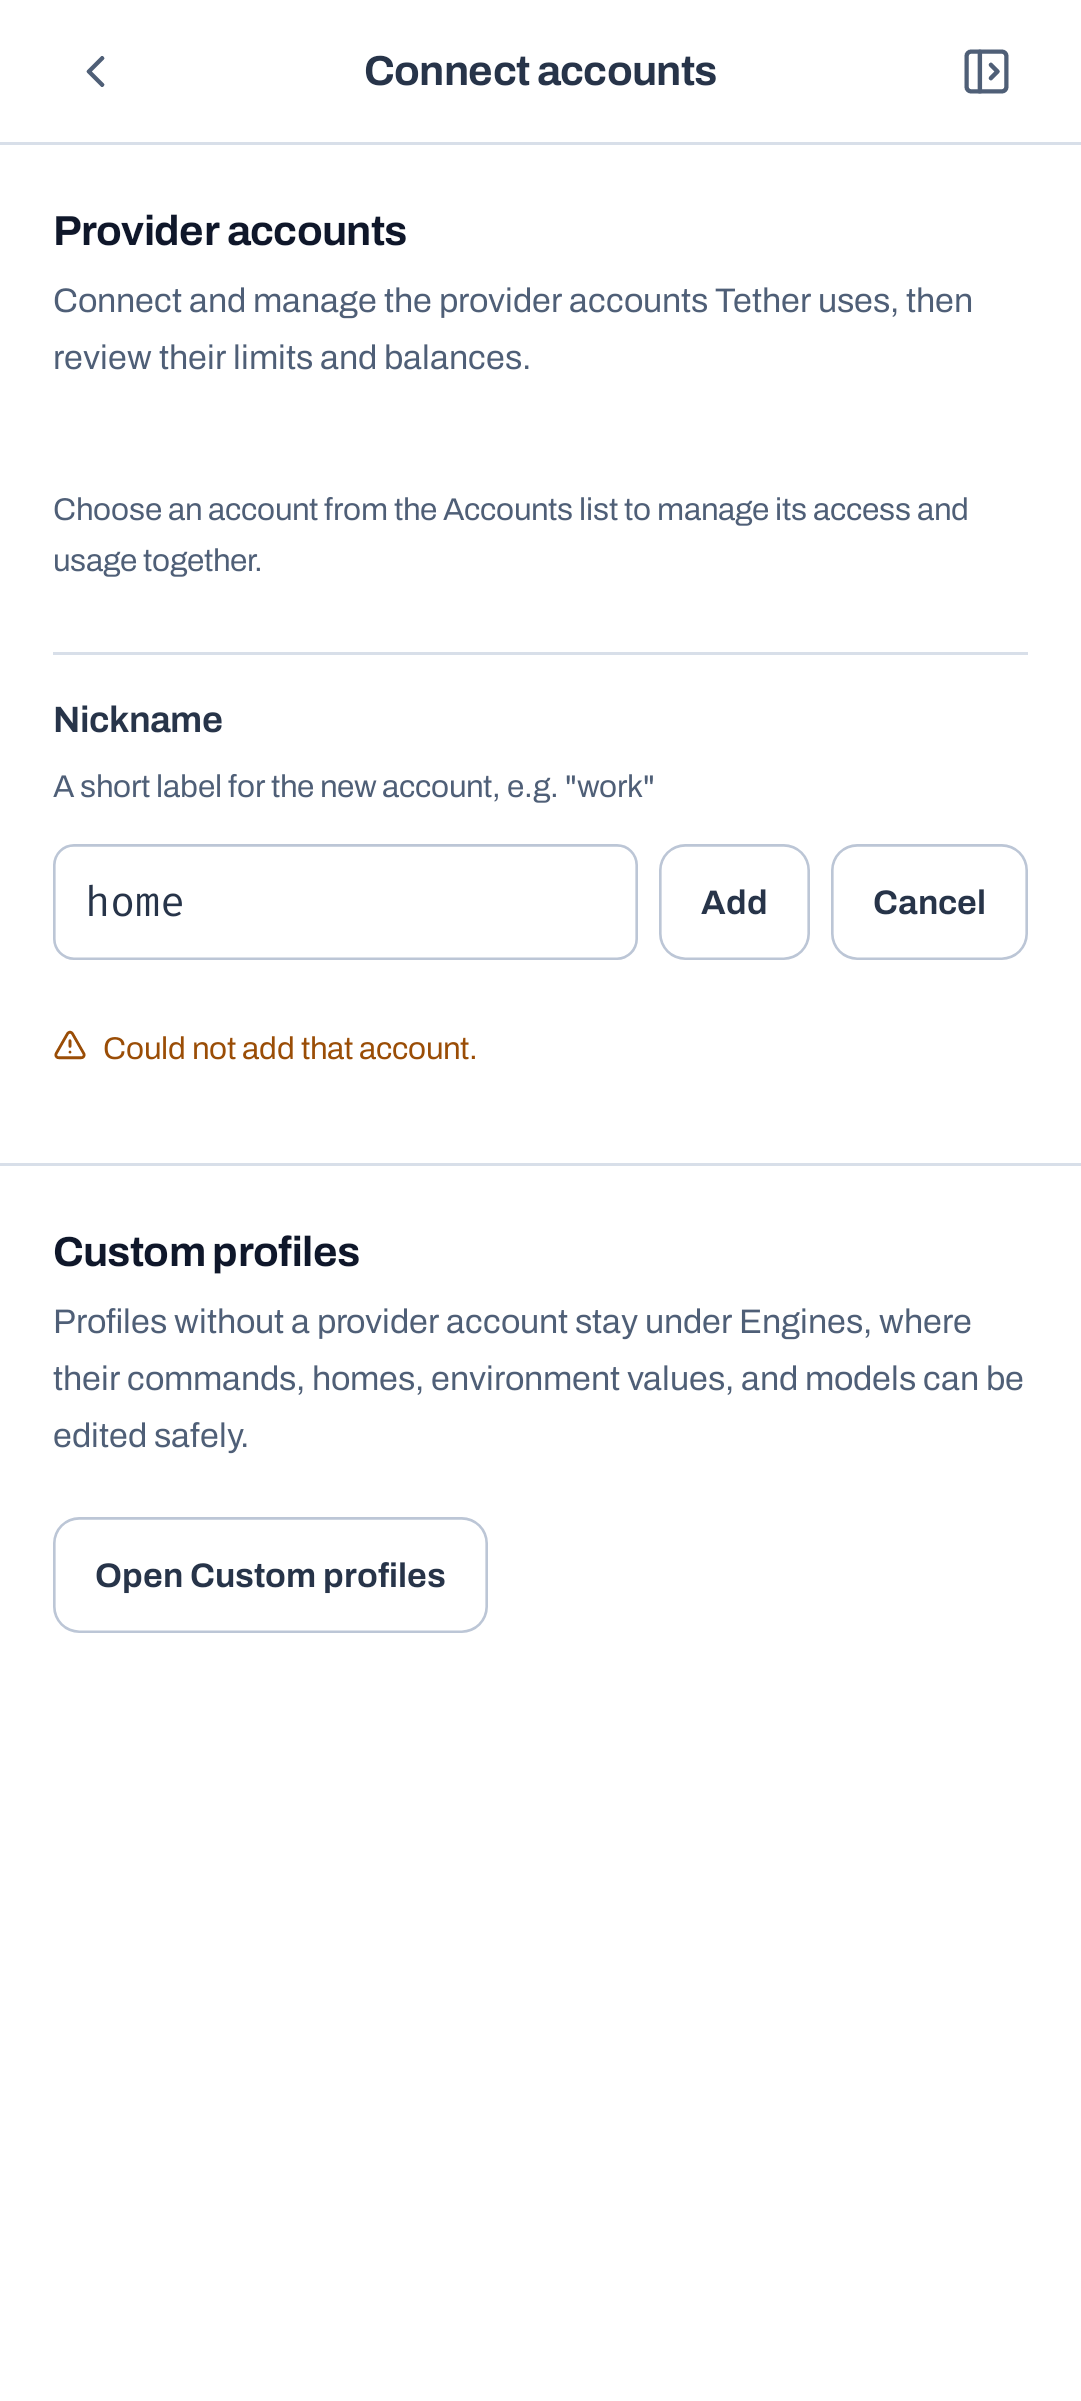 Connect accounts
Provider accounts
Connect and manage the provider accounts Tether uses, then
review their limits and balances.
Choose an account from the Accounts list to manage its access and
usage together.
Nickname
A short label for the new account, e.g. "work"
home
Add
Cancel
Could not add that account.
Custom profiles
Profiles without a provider account stay under Engines, where
their commands, homes, environment values, and models can be
edited safely.
Open Custom profiles